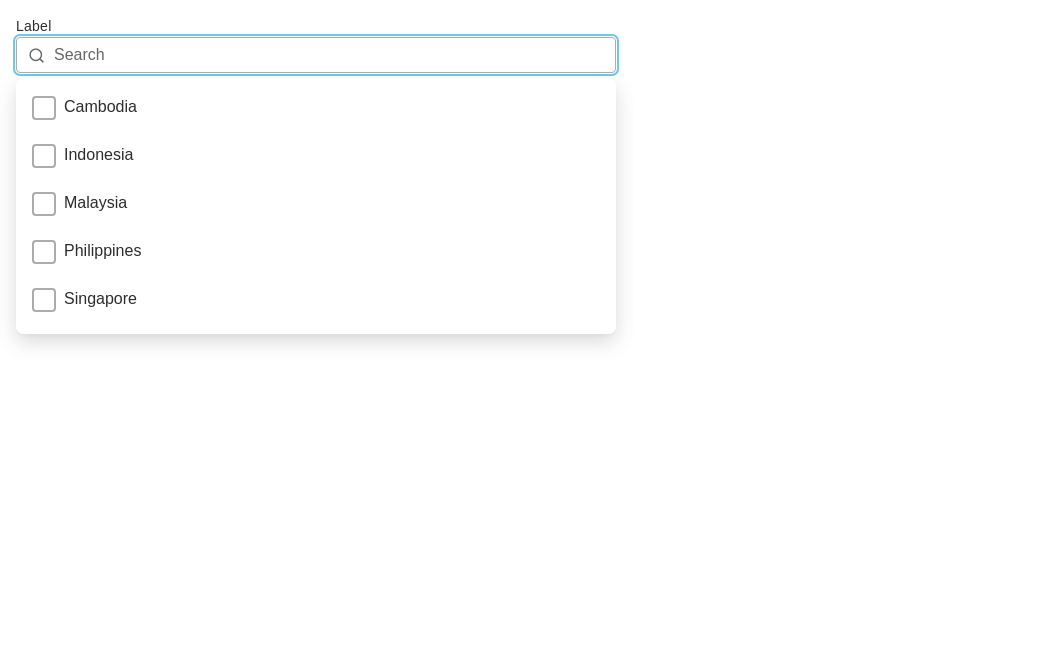 Label
Search
Cambodia
Indonesia
Malaysia
Philippines
Singapore